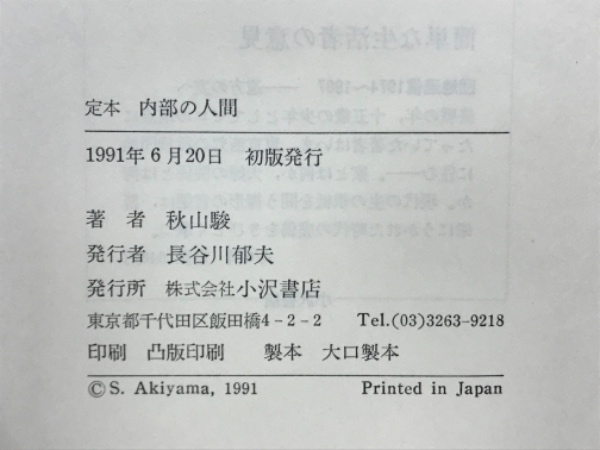 定本 内部の人間
1991年6月20日 初版発行
著 者 秋山駿
発行者 長谷川郁夫
発行所 株式会社小沢書店
東京都千代田区飯田橋4-2-2 Tel.(03)3263-9218
印刷 凸版印刷 製本 大口製本
©S. Akiyama, 1991 Printed in Japan